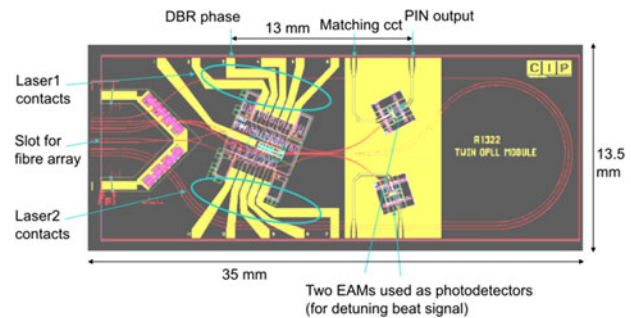 DBR phase
Matching cct
PIN output
13 mm
Laser1
contacts
CIP
Slot for
fibre array
A1322
TWIN OPLL MODULE
13.5
mm
Laser2
contacts
35 mm
Two EAMs used as photodetectors
(for detuning beat signal)